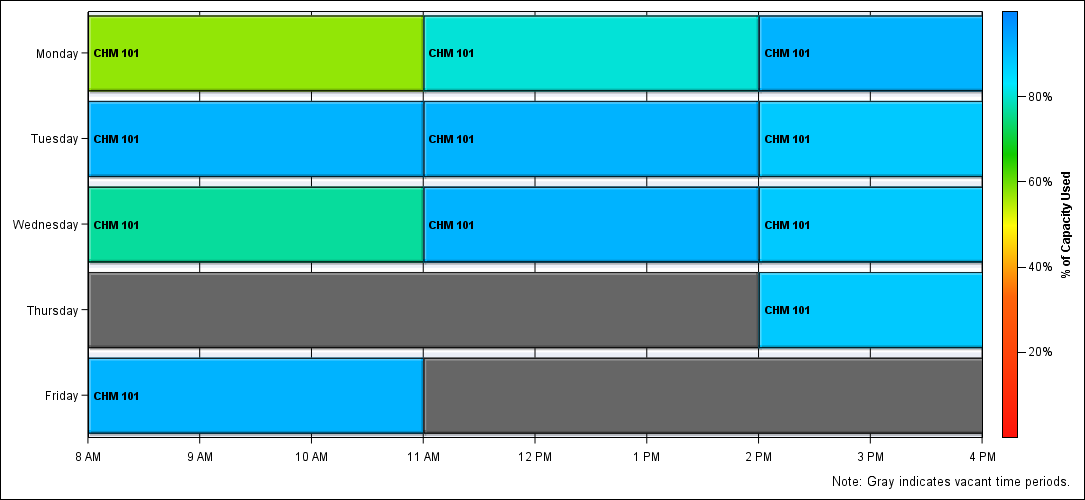 Monday
CHM 101
CHM 101
CHM 101
Tuesday
CHM 101
CHM 101
CHM 101
Wednesday
CHM 101
CHM 101
CHM 101
Thursday
CHM 101
Friday
CHM 101
8 AM
9 AM
10 AM
11 AM
12 PM
1 PM
2 PM
3 PM
4 PM
80%
60%
40%
20%
% of Capacity Used
Note: Gray indicates vacant time periods.